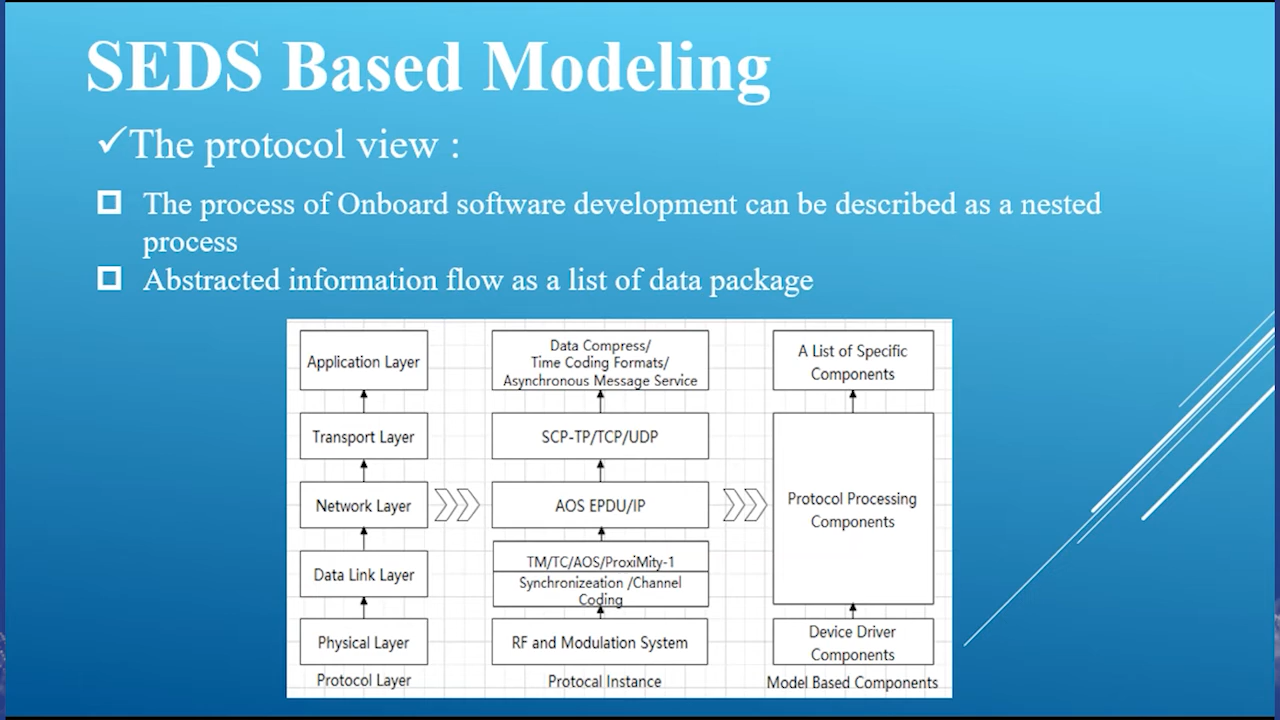 SEDS Based Modeling
✓The protocol view :
The process of Onboard software development can be described as a nested
process
Abstracted information flow as a list of data package
Application Layer
Transport Layer
Network Layer
Data Link Layer
Physical Layer
Protocol Layer
Data Compress/
Time Coding Formats/
Asynchronous Message Service
SCP-TP/TCP/UDP
AOS EPDU/IP
TM/TC/AOS/ProxiMity-1
Synchronizeation /Channel
Coding
RF and Modulation System
Protocal Instance
A List of Specific
Components
Protocol Processing
Components
Device Driver
Components
Model Based Components